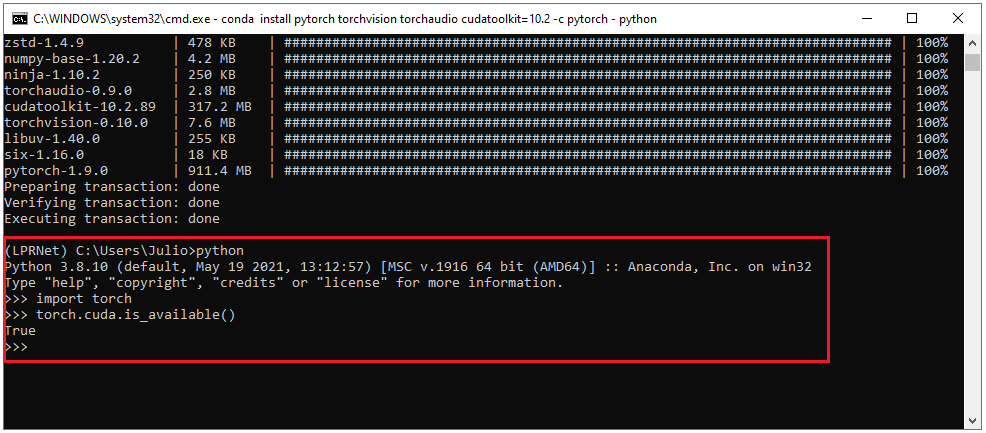 C:\WINDOWS\system32\cmd.exe - conda  install pytorch torchvision torchaudio cudatoolkit=10.2 -c pytorch - python
zstd-1.4.9           | 478 KB    | ############################################################################ | 100%
numpy-base-1.20.2    | 4.2 MB    | ############################################################################ | 100%
ninja-1.10.2         | 250 KB    | ############################################################################ | 100%
torchaudio-0.9.0     | 2.8 MB    | ############################################################################ | 100%
cudatoolkit-10.2.89  | 317.2 MB  | ############################################################################ | 100%
torchvision-0.10.0   | 7.6 MB    | ############################################################################ | 100%
libuv-1.40.0         | 255 KB    | ############################################################################ | 100%
six-1.16.0           | 18 KB     | ############################################################################ | 100%
pytorch-1.9.0        | 911.4 MB  | ############################################################################ | 100%
Preparing transaction: done
Verifying transaction: done
Executing transaction: done
(LPRNet) C:\Users\Julio>python
Python 3.8.10 (default, May 19 2021, 13:12:57) [MSC v.1916 64 bit (AMD64)] :: Anaconda, Inc. on win32
Type "help", "copyright", "credits" or "license" for more information.
>>> import torch
>>> torch.cuda.is_available()
True
>>>